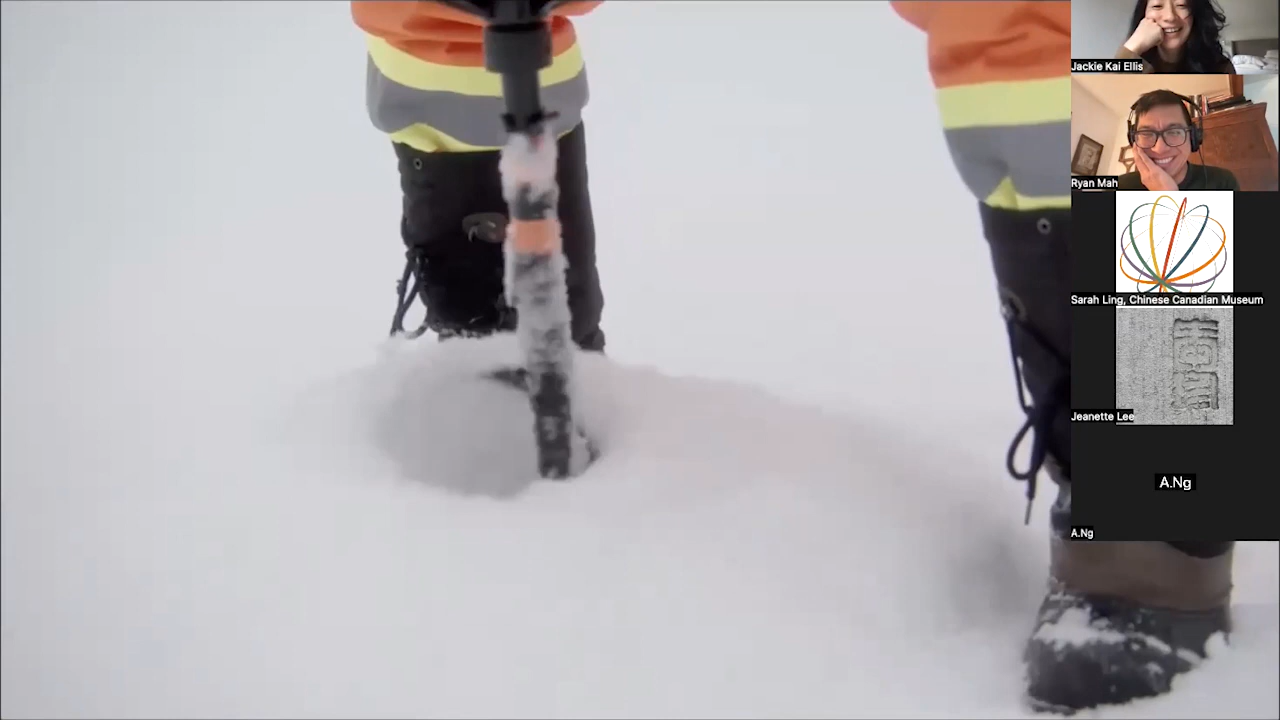 Jackie Kai Ellis
Ryan Mah
Sarah Ling, Chinese Canadian Museum
Jeanette Lee
A.Ng
A.Ng